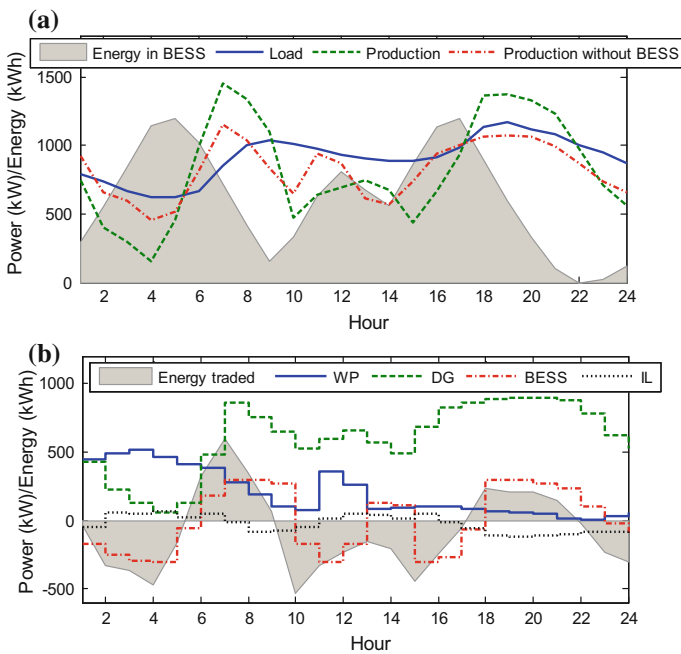 (a)
Energy in BESS Load Production Production without BESS
Power (kW)/Energy (kWh)
1500
1000
500
0
2 4 6 8 10 12 14 16 18 20 22 24
Hour
(b)
Energy traded WP DG BESS IL
Power (kW)/Energy (kWh)
1000
500
0
-500
2 4 6 8 10 12 14 16 18 20 22 24
Hour